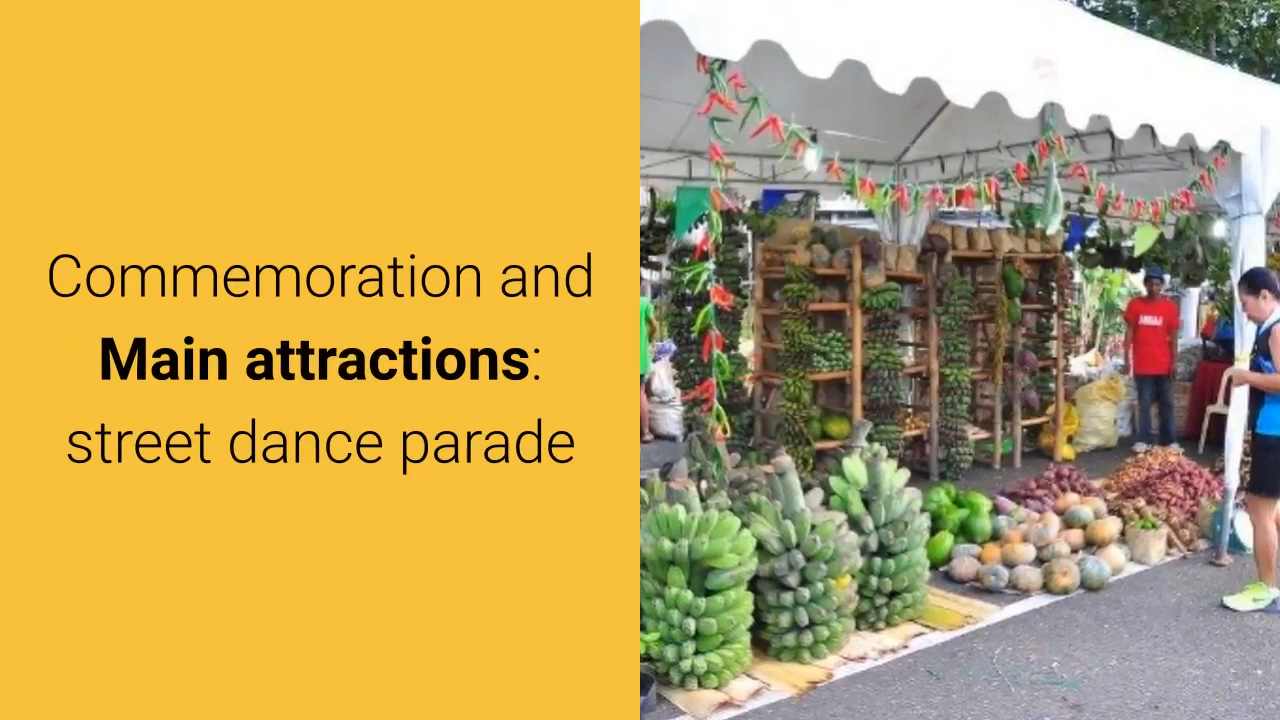 Commemoration and
Main attractions:
street dance parade